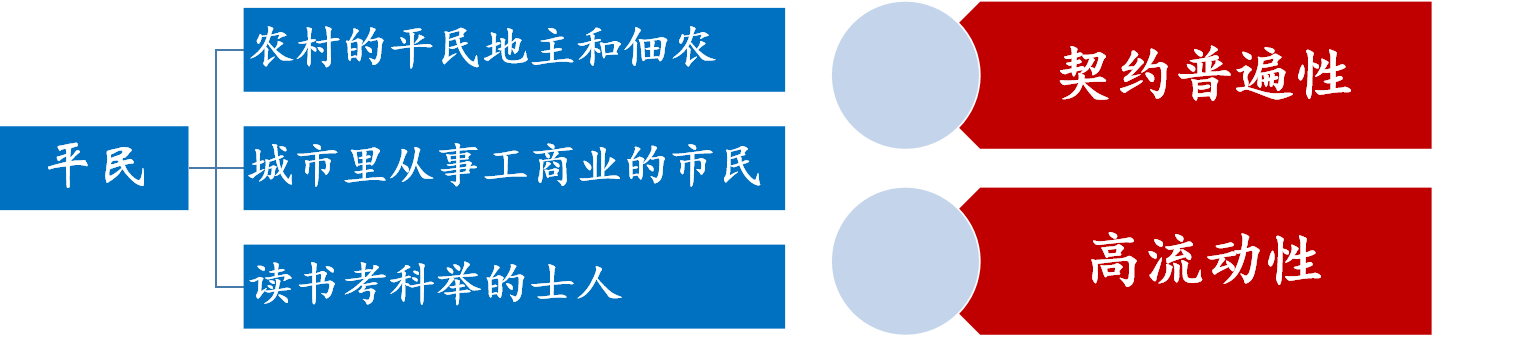 平民
农村的平民地主和佃农
城市里从事工商业的市民
读书考科举的士人
契约普遍性
高流动性